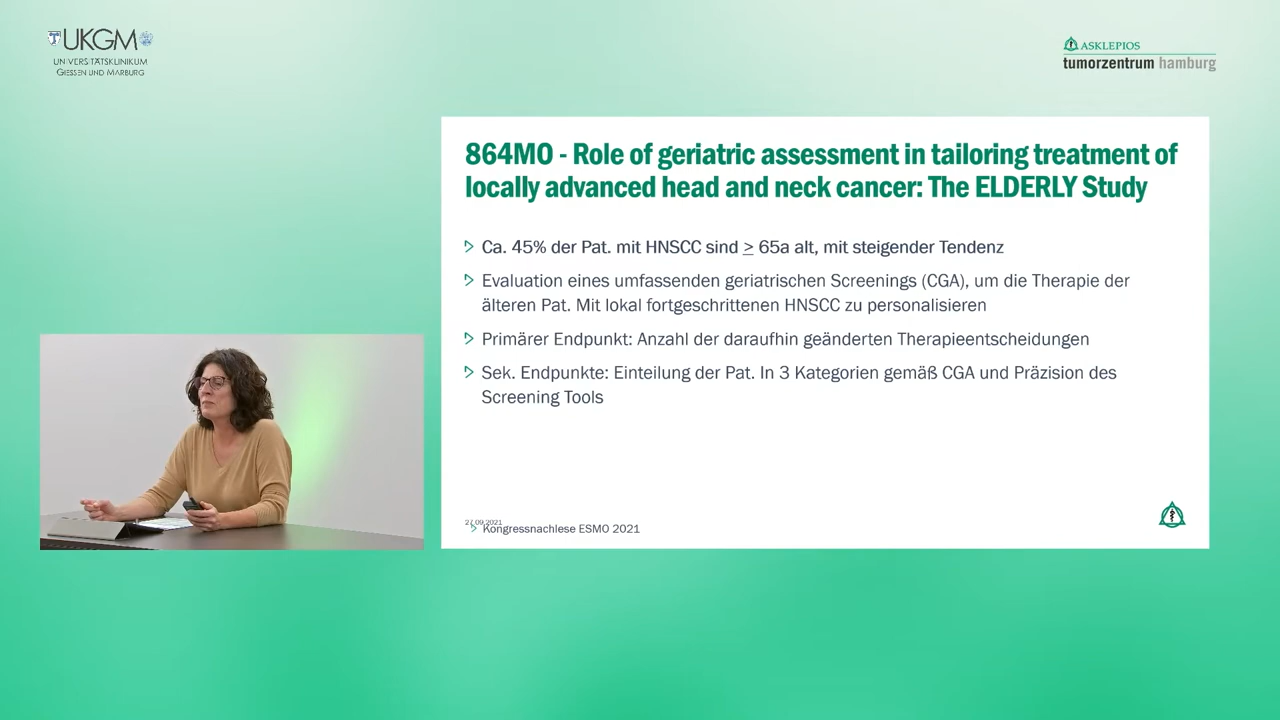 UKGM
UNIVERSITÄTSKLINIKUM
GIESSEN UND MARBURG
ASKLEPIOS
tumorzentrum hamburg
864MO - Role of geriatric assessment in tailoring treatment of
locally advanced head and neck cancer: The ELDERLY Study
Ca. 45% der Pat. mit HNSCC sind ≥ 65a alt, mit steigender Tendenz
Evaluation eines umfassenden geriatrischen Screenings (CGA), um die Therapie der
älteren Pat. Mit lokal fortgeschrittenen HNSCC zu personalisieren
Primärer Endpunkt: Anzahl der daraufhin geänderten Therapieentscheidungen
Sek. Endpunkte: Einteilung der Pat. In 3 Kategorien gemäß CGA und Präzision des
Screening Tools
27.09.2021
Kongressnachlese ESMO 2021